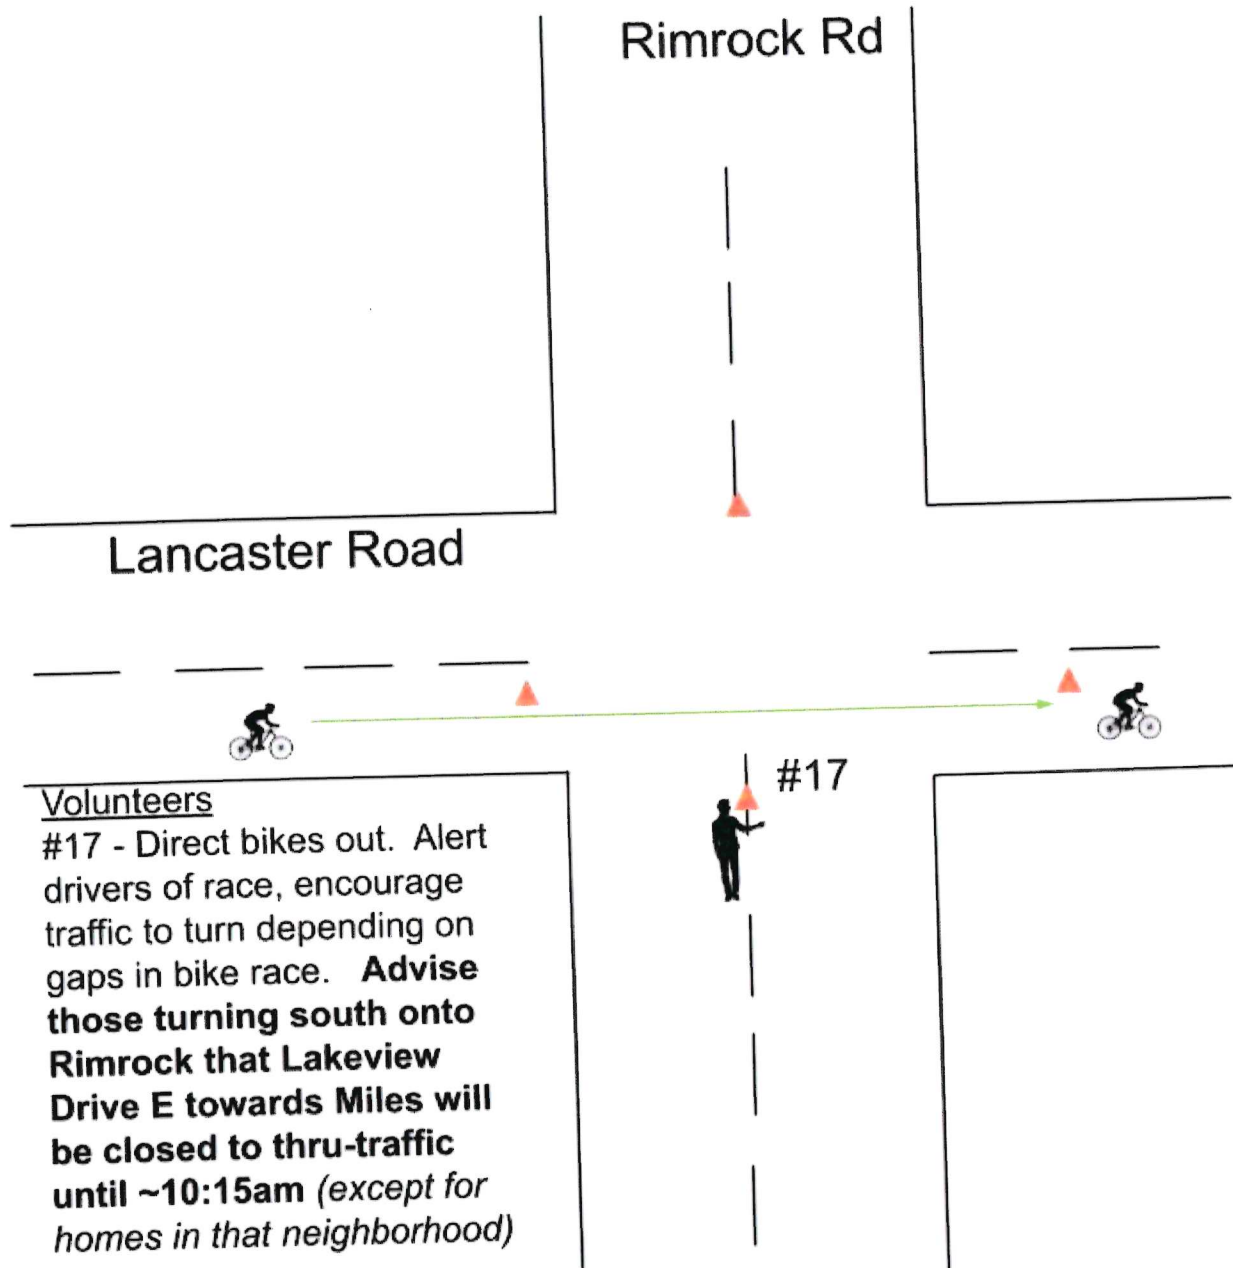 Rimrock Rd
Lancaster Road
#17
Volunteers
#17 - Direct bikes out. Alert
drivers of race, encourage
traffic to turn depending on
gaps in bike race. Advise
those turning south onto
Rimrock that Lakeview
Drive E towards Miles will
be closed to thru-traffic
until ~10:15am (except for
homes in that neighborhood)